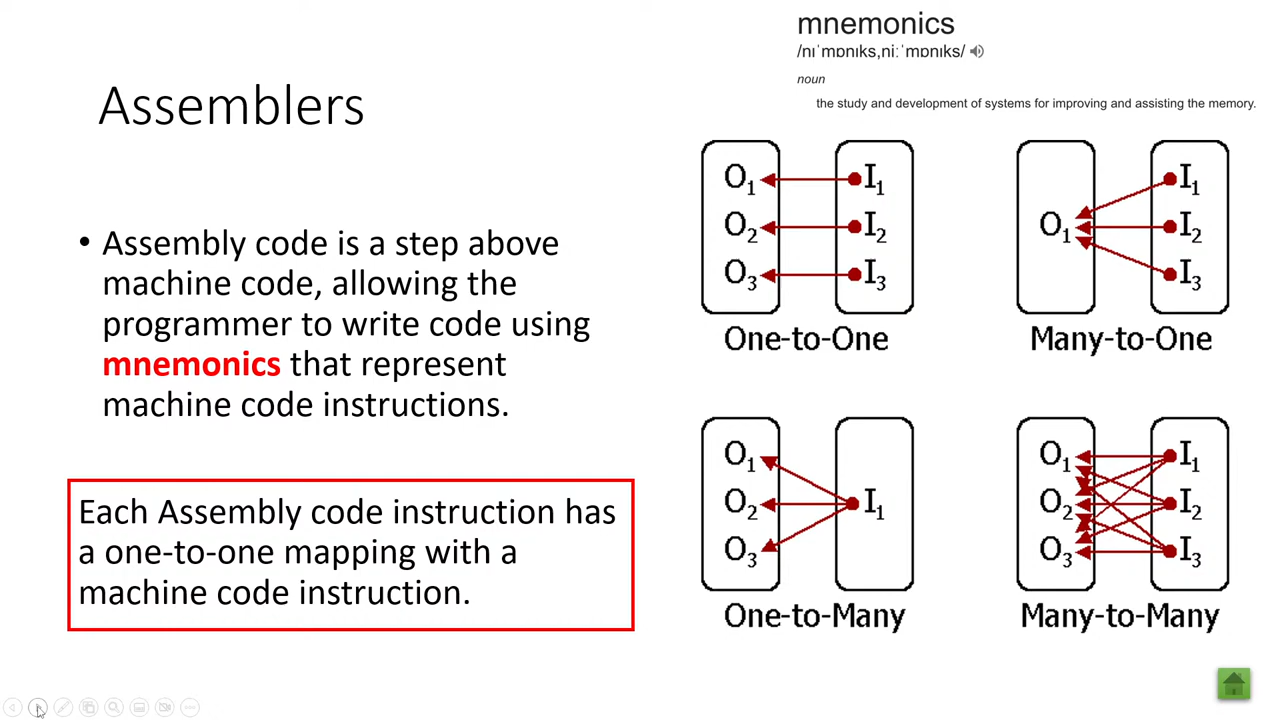 mnemonics
/nɪˈmɒnɪks,niːˈmɒnɪks/
noun
the study and development of systems for improving and assisting the memory.
Assemblers
• Assembly code is a step above
machine code, allowing the
programmer to write code using
mnemonics that represent
machine code instructions.
Each Assembly code instruction has
a one-to-one mapping with a
machine code instruction.
O₁ I₁
O₂ I₂
O₃ I₃
One-to-One
I₁
O₁ I₂
I₃
Many-to-One
O₁
O₂ I₁
O₃
One-to-Many
O₁ I₁
O₂ I₂
O₃ I₃
Many-to-Many